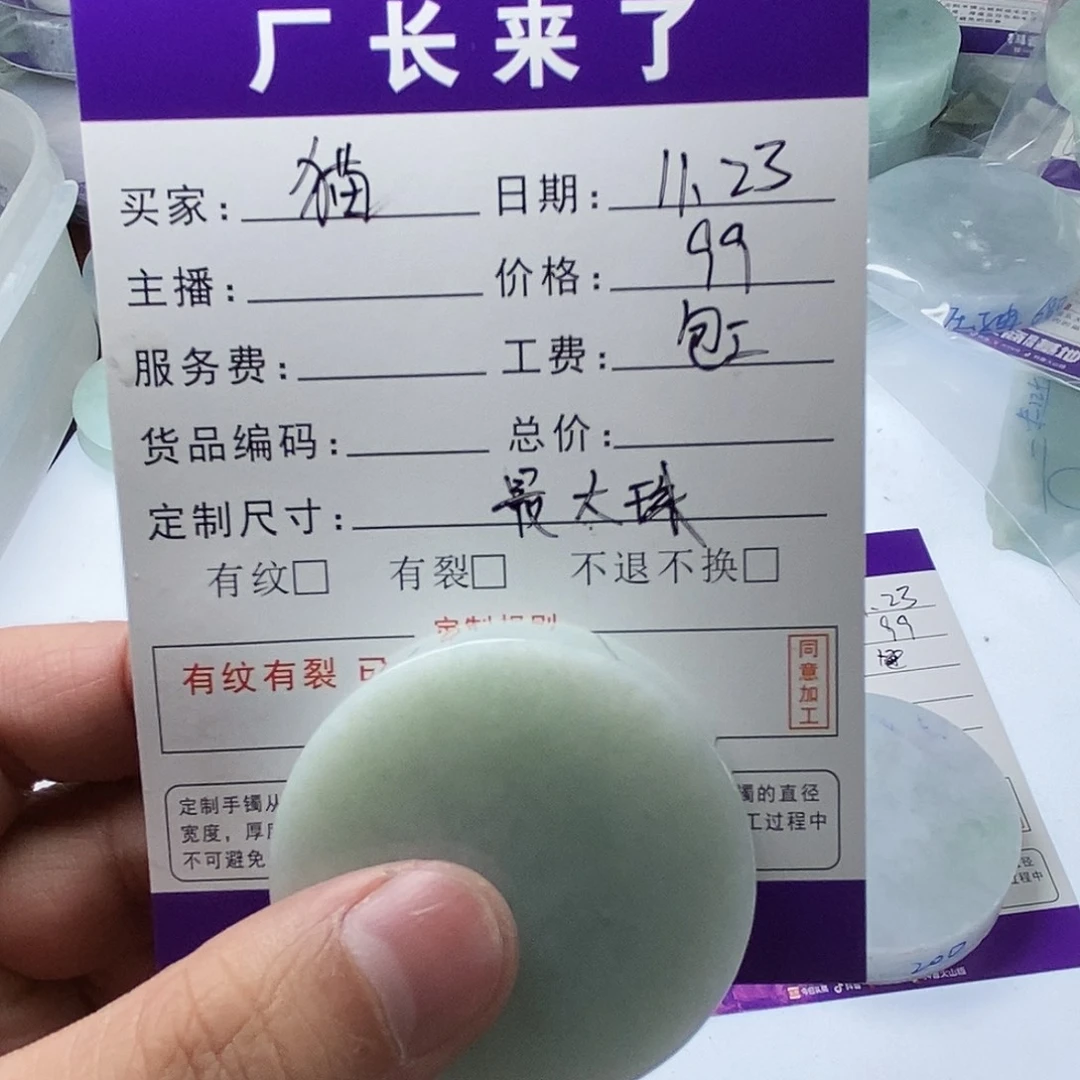 厂长来了
买家: 猫 日期: 11.23
主播: 价格: 99
服务费: 工费: 包工
货品编码: 总价:
定制尺寸: 最大珠
有纹□ 有裂□ 不退不换□
有纹有裂
同意加工
定制手镯从 镯的直径
宽度，厚 工过程中
不可避免
.23
99
200